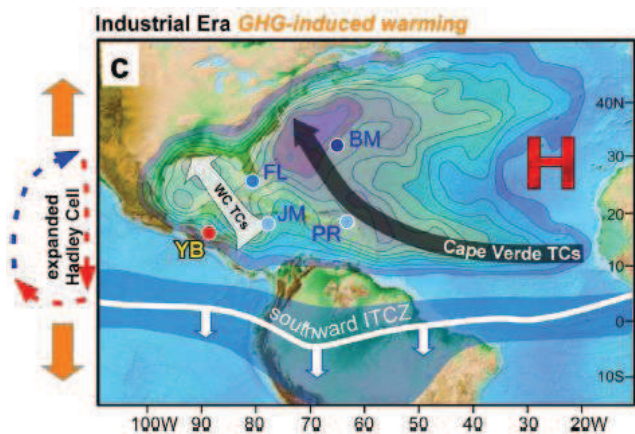 Industrial Era GHG-induced warming
c
expanded
Hadley Cell
H
BM
FL
WC TCs
JM
PR
YB
Cape Verde TCs
southward ITCZ
40N
30
20
10
0
10S
100W 90 80 70 60 50 40 30 20